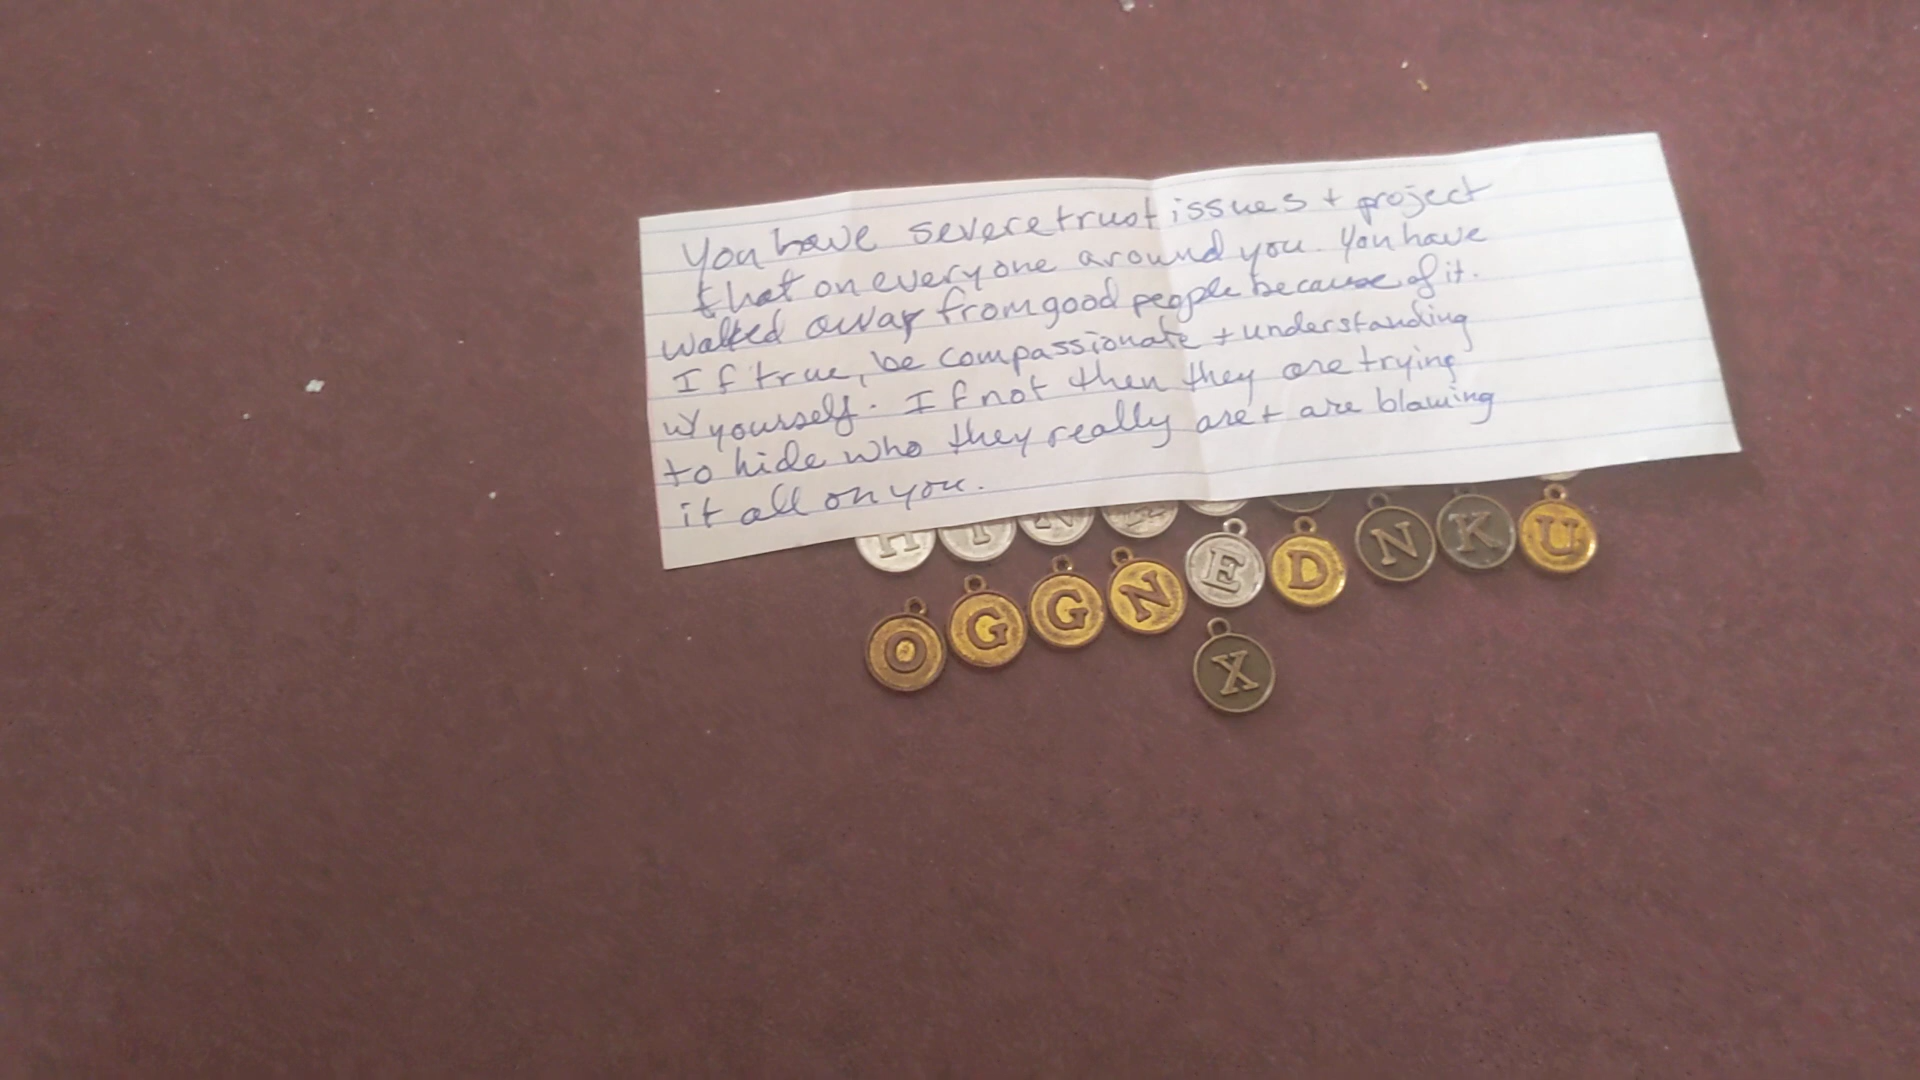 You have severe trust issues + project
that on everyone around you. You have
walked away from good people because of it.
If true, be compassionate + understanding
w/ yourself. If not then they are trying
to hide who they really are + are blaming
it all on you.
H I N
E D N K U
O G G N
X